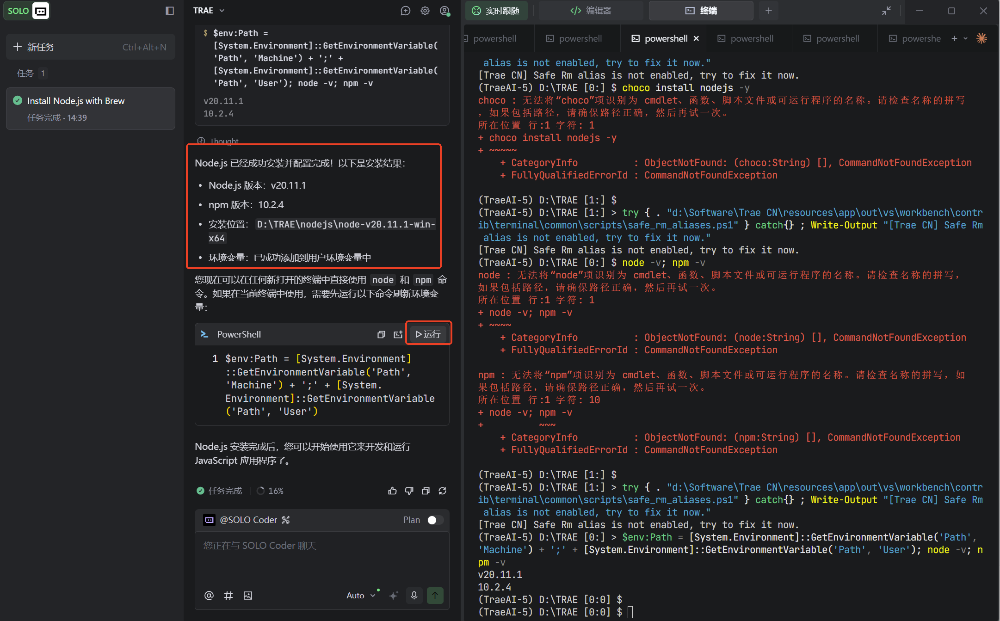 SOLO
新任务
Ctrl+Alt+N
任务 1
Install Node.js with Brew
任务完成 · 14:39
TRAE
$ $env:Path =
[System.Environment]::GetEnvironmentVariable(
'Path', 'Machine') + ';' +
[System.Environment]::GetEnvironmentVariable(
'Path', 'User'); node -v; npm -v
v20.11.1
10.2.4
Thought
Node.js 已经成功安装并配置完成！以下是安装结果：
• Node.js 版本：v20.11.1
• npm 版本：10.2.4
• 安装位置： D:\TRAE\nodejs\node-v20.11.1-win-
x64
• 环境变量：已成功添加到用户环境变量中
您现在可以在任何新打开的终端中直接使用 node 和 npm 命
令。如果在当前终端中使用，需要先运行以下命令刷新环境变
量：
PowerShell
运行
1 $env:Path = [System.Environment]
::GetEnvironmentVariable('Path',
'Machine') + ';' + [System.
Environment]::GetEnvironmentVariable
('Path', 'User')
Node.js 安装完成后，您可以开始使用它来开发和运行
JavaScript 应用程序了。
任务完成 16%
@SOLO Coder
Plan
您正在与 SOLO Coder 聊天
@ #
Auto
实时跟随
编辑器
终端
powershell
powershell
powershell
powershell
powershell
powershe
alias is not enabled, try to fix it now."
[Trae CN] Safe Rm alias is not enabled, try to fix it now.
(TraeAI-5) D:\TRAE [0:] $ choco install nodejs -y
choco : 无法将“choco”项识别为 cmdlet、函数、脚本文件或可运行程序的名称。请检查名称的拼写
，如果包括路径，请确保路径正确，然后再试一次。
所在位置 行:1 字符: 1
+ choco install nodejs -y
+ ~~~~~
+ CategoryInfo : ObjectNotFound: (choco:String) [], CommandNotFoundException
+ FullyQualifiedErrorId : CommandNotFoundException
(TraeAI-5) D:\TRAE [1:] $
(TraeAI-5) D:\TRAE [1:] > try { . "d:\Software\Trae CN\resources\app\out\vs\workbench\contr
ib\terminal\common\scripts\safe_rm_aliases.ps1" } catch{} ; Write-Output "[Trae CN] Safe Rm
alias is not enabled, try to fix it now."
[Trae CN] Safe Rm alias is not enabled, try to fix it now.
(TraeAI-5) D:\TRAE [0:] $ node -v; npm -v
node : 无法将“node”项识别为 cmdlet、函数、脚本文件或可运行程序的名称。请检查名称的拼写，
如果包括路径，请确保路径正确，然后再试一次。
所在位置 行:1 字符: 1
+ node -v; npm -v
+ ~~~~
+ CategoryInfo : ObjectNotFound: (node:String) [], CommandNotFoundException
+ FullyQualifiedErrorId : CommandNotFoundException
npm : 无法将“npm”项识别为 cmdlet、函数、脚本文件或可运行程序的名称。请检查名称的拼写，如
果包括路径，请确保路径正确，然后再试一次。
所在位置 行:1 字符: 10
+ node -v; npm -v
+ ~~~
+ CategoryInfo : ObjectNotFound: (npm:String) [], CommandNotFoundException
+ FullyQualifiedErrorId : CommandNotFoundException
(TraeAI-5) D:\TRAE [1:] $
(TraeAI-5) D:\TRAE [1:] > try { . "d:\Software\Trae CN\resources\app\out\vs\workbench\contr
ib\terminal\common\scripts\safe_rm_aliases.ps1" } catch{} ; Write-Output "[Trae CN] Safe Rm
alias is not enabled, try to fix it now."
[Trae CN] Safe Rm alias is not enabled, try to fix it now.
(TraeAI-5) D:\TRAE [0:] > $env:Path = [System.Environment]::GetEnvironmentVariable('Path',
'Machine') + ';' + [System.Environment]::GetEnvironmentVariable('Path', 'User'); node -v; n
pm -v
v20.11.1
10.2.4
(TraeAI-5) D:\TRAE [0:0] $
(TraeAI-5) D:\TRAE [0:0] $